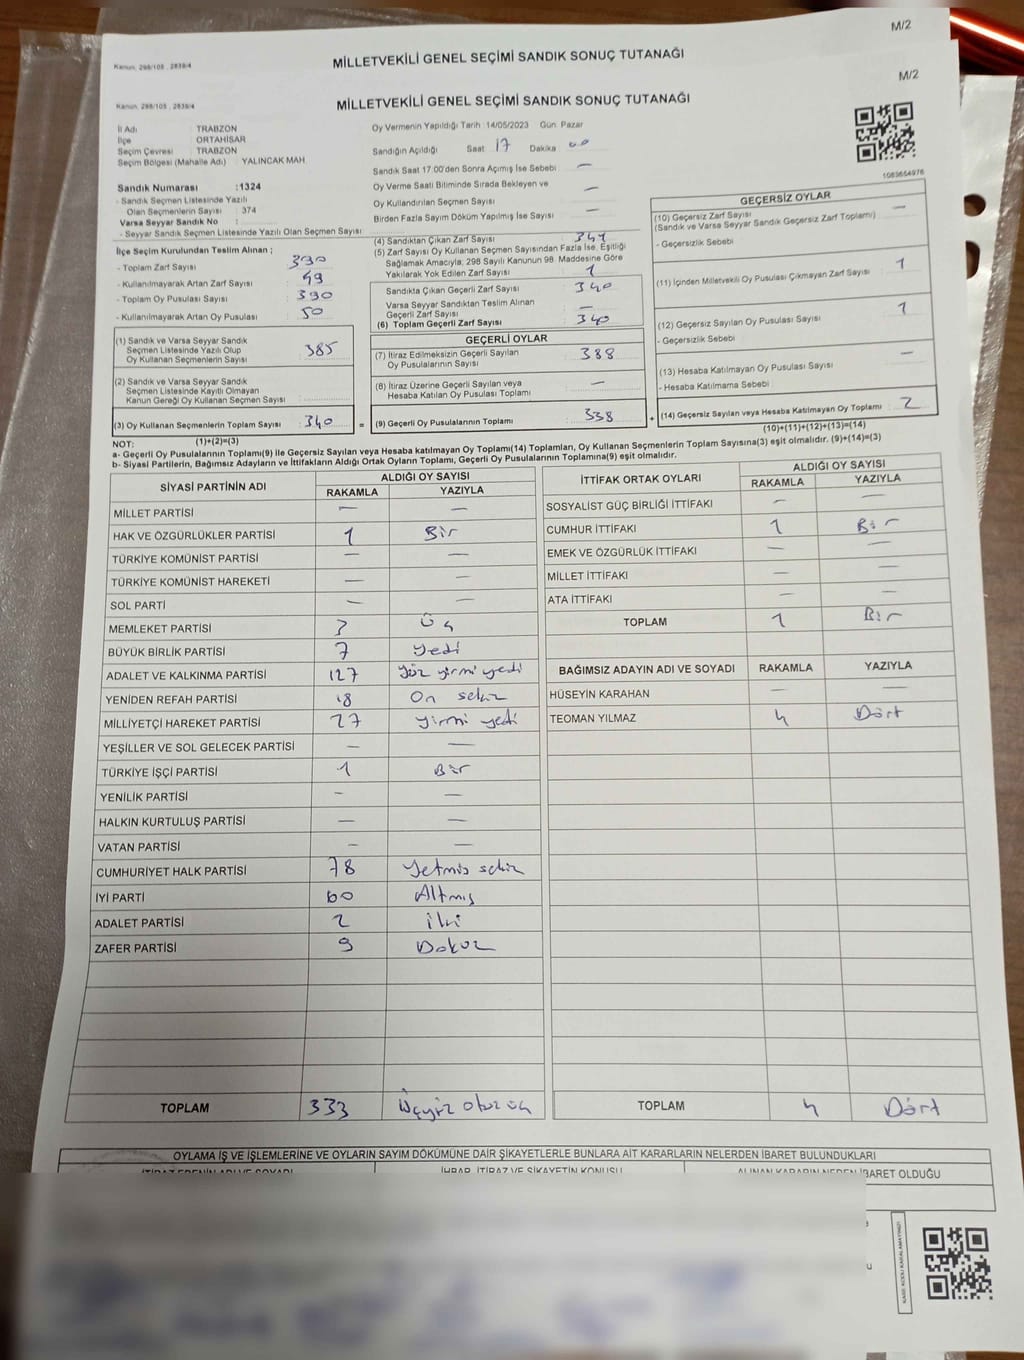 M/2
Kanun, 298/105 , 2839/4
MİLLETVEKİLİ GENEL SEÇİMİ SANDIK SONUÇ TUTANAĞI
M/2
Kanun, 298/105 , 2839/4
MİLLETVEKİLİ GENEL SEÇİMİ SANDIK SONUÇ TUTANAĞI
İl Adı : TRABZON
İlçe : ORTAHİSAR
Seçim Çevresi : TRABZON
Seçim Bölgesi (Mahalle Adı) : YALINCAK MAH.
Sandık Numarası :1324
- Sandık Seçmen Listesinde Yazılı
Olan Seçmenlerin Sayısı : 374
Varsa Seyyar Sandık No :
- Seyyar Sandık Seçmen Listesinde Yazılı Olan Seçmen Sayısı :
Oy Vermenin Yapıldığı Tarih :14/05/2023 Gün: Pazar
Sandığın Açıldığı Saat : 17 Dakika : 00
Sandık Saat 17:00'den Sonra Açımış İse Sebebi : —
Oy Verme Saati Bitiminde Sırada Bekleyen ve
Oy Kullandırılan Seçmen Sayısı : —
Birden Fazla Sayım Döküm Yapılmış İse Sayısı : —
1083654976
İlçe Seçim Kurulundan Teslim Alınan ;
- Toplam Zarf Sayısı : 390
- Kullanılmayarak Artan Zarf Sayısı : 49
- Toplam Oy Pusulası Sayısı : 390
- Kullanılmayarak Artan Oy Pusulası : 50
(4) Sandıktan Çıkan Zarf Sayısı : 341
(5) Zarf Sayısı Oy Kullanan Seçmen Sayısından Fazla İse, Eşitliği
Sağlamak Amacıyla, 298 Sayılı Kanunun 98. Maddesine Göre
Yakılarak Yok Edilen Zarf Sayısı : 1
Sandıkta Çıkan Geçerli Zarf Sayısı : 340
Varsa Seyyar Sandıktan Teslim Alınan
Geçerli Zarf Sayısı : —
(6) Toplam Geçerli Zarf Sayısı : 340
GEÇERSİZ OYLAR
(10) Geçersiz Zarf Sayısı : —
(Sandık ve Varsa Seyyar Sandık Geçersiz Zarf Toplamı)
- Geçersizlik Sebebi
(11) İçinden Milletvekili Oy Pusulası Çıkmayan Zarf Sayısı : 1
(12) Geçersiz Sayılan Oy Pusulası Sayısı : 1
- Geçersizlik Sebebi
(13) Hesaba Katılmayan Oy Pusulası Sayısı : —
- Hesaba Katılmama Sebebi
(14) Geçersiz Sayılan veya Hesaba Katılmayan Oy Toplamı : 2
(10)+(11)+(12)+(13)=(14)
(1) Sandık ve Varsa Seyyar Sandık
Seçmen Listesinde Yazılı Olup
Oy Kullanan Seçmenlerin Sayısı : 385
(2) Sandık ve Varsa Seyyar Sandık
Seçmen Listesinde Kayıtlı Olmayan
Kanun Gereği Oy Kullanan Seçmen Sayısı :
(3) Oy Kullanan Seçmenlerin Toplam Sayısı : 340 =
(1)+(2)=(3)
GEÇERLİ OYLAR
(7) İtiraz Edilmeksizin Geçerli Sayılan
Oy Pusulalarının Sayısı : 388
(8) İtiraz Üzerine Geçerli Sayılan veya
Hesaba Katılan Oy Pusulası Toplamı : —
(9) Geçerli Oy Pusulalarının Toplamı : 338 +
NOT:
a- Geçerli Oy Pusulalarının Toplamı(9) ile Geçersiz Sayılan veya Hesaba katılmayan Oy Toplamı(14) Toplamları, Oy Kullanan Seçmenlerin Toplam Sayısına(3) eşit olmalıdır. (9)+(14)=(3)
b- Siyasi Partilerin, Bağımsız Adayların ve İttifakların Aldığı Ortak Oyların Toplamı, Geçerli Oy Pusulalarının Toplamına(9) eşit olmalıdır.
SİYASİ PARTİNİN ADI ALDIĞI OY SAYISI
RAKAMLA YAZIYLA
MİLLET PARTİSİ — —
HAK VE ÖZGÜRLÜKLER PARTİSİ 1 Bir
TÜRKİYE KOMÜNİST PARTİSİ — —
TÜRKİYE KOMÜNİST HAREKETİ — —
SOL PARTİ — —
MEMLEKET PARTİSİ 3 Üç
BÜYÜK BİRLİK PARTİSİ 7 yedi
ADALET VE KALKINMA PARTİSİ 127 yüz yirmi yedi
YENİDEN REFAH PARTİSİ 18 On sekiz
MİLLİYETÇİ HAREKET PARTİSİ 27 yirmi yedi
YEŞİLLER VE SOL GELECEK PARTİSİ — —
TÜRKİYE İŞÇİ PARTİSİ 1 Bir
YENİLİK PARTİSİ — —
HALKIN KURTULUŞ PARTİSİ — —
VATAN PARTİSİ — —
CUMHURİYET HALK PARTİSİ 78 yetmiş sekiz
İYİ PARTİ 60 Altmış
ADALET PARTİSİ 2 iki
ZAFER PARTİSİ 9 Dokuz
TOPLAM 333 Üçyüz otuz üç
İTTİFAK ORTAK OYLARI ALDIĞI OY SAYISI
RAKAMLA YAZIYLA
SOSYALİST GÜÇ BİRLİĞİ İTTİFAKI — —
CUMHUR İTTİFAKI 1 Bir
EMEK VE ÖZGÜRLÜK İTTİFAKI — —
MİLLET İTTİFAKI — —
ATA İTTİFAKI — —
TOPLAM 1 Bir
BAĞIMSIZ ADAYIN ADI VE SOYADI RAKAMLA YAZIYLA
HÜSEYİN KARAHAN — —
TEOMAN YILMAZ 4 Dört
TOPLAM 4 Dört
OYLAMA İŞ VE İŞLEMLERİNE VE OYLARIN SAYIM DÖKÜMÜNE DAİR ŞİKAYETLERLE BUNLARA AİT KARARLARIN NELERDEN İBARET BULUNDUKLARI
İTİRAZ EDENİN ADI VE SOYADI İHBAR, İTİRAZ VE ŞİKAYETİN KONUSU ALINAN KARARIN NEDEN İBARET OLDUĞU
KARE KODU KARALAMAYINIZ!